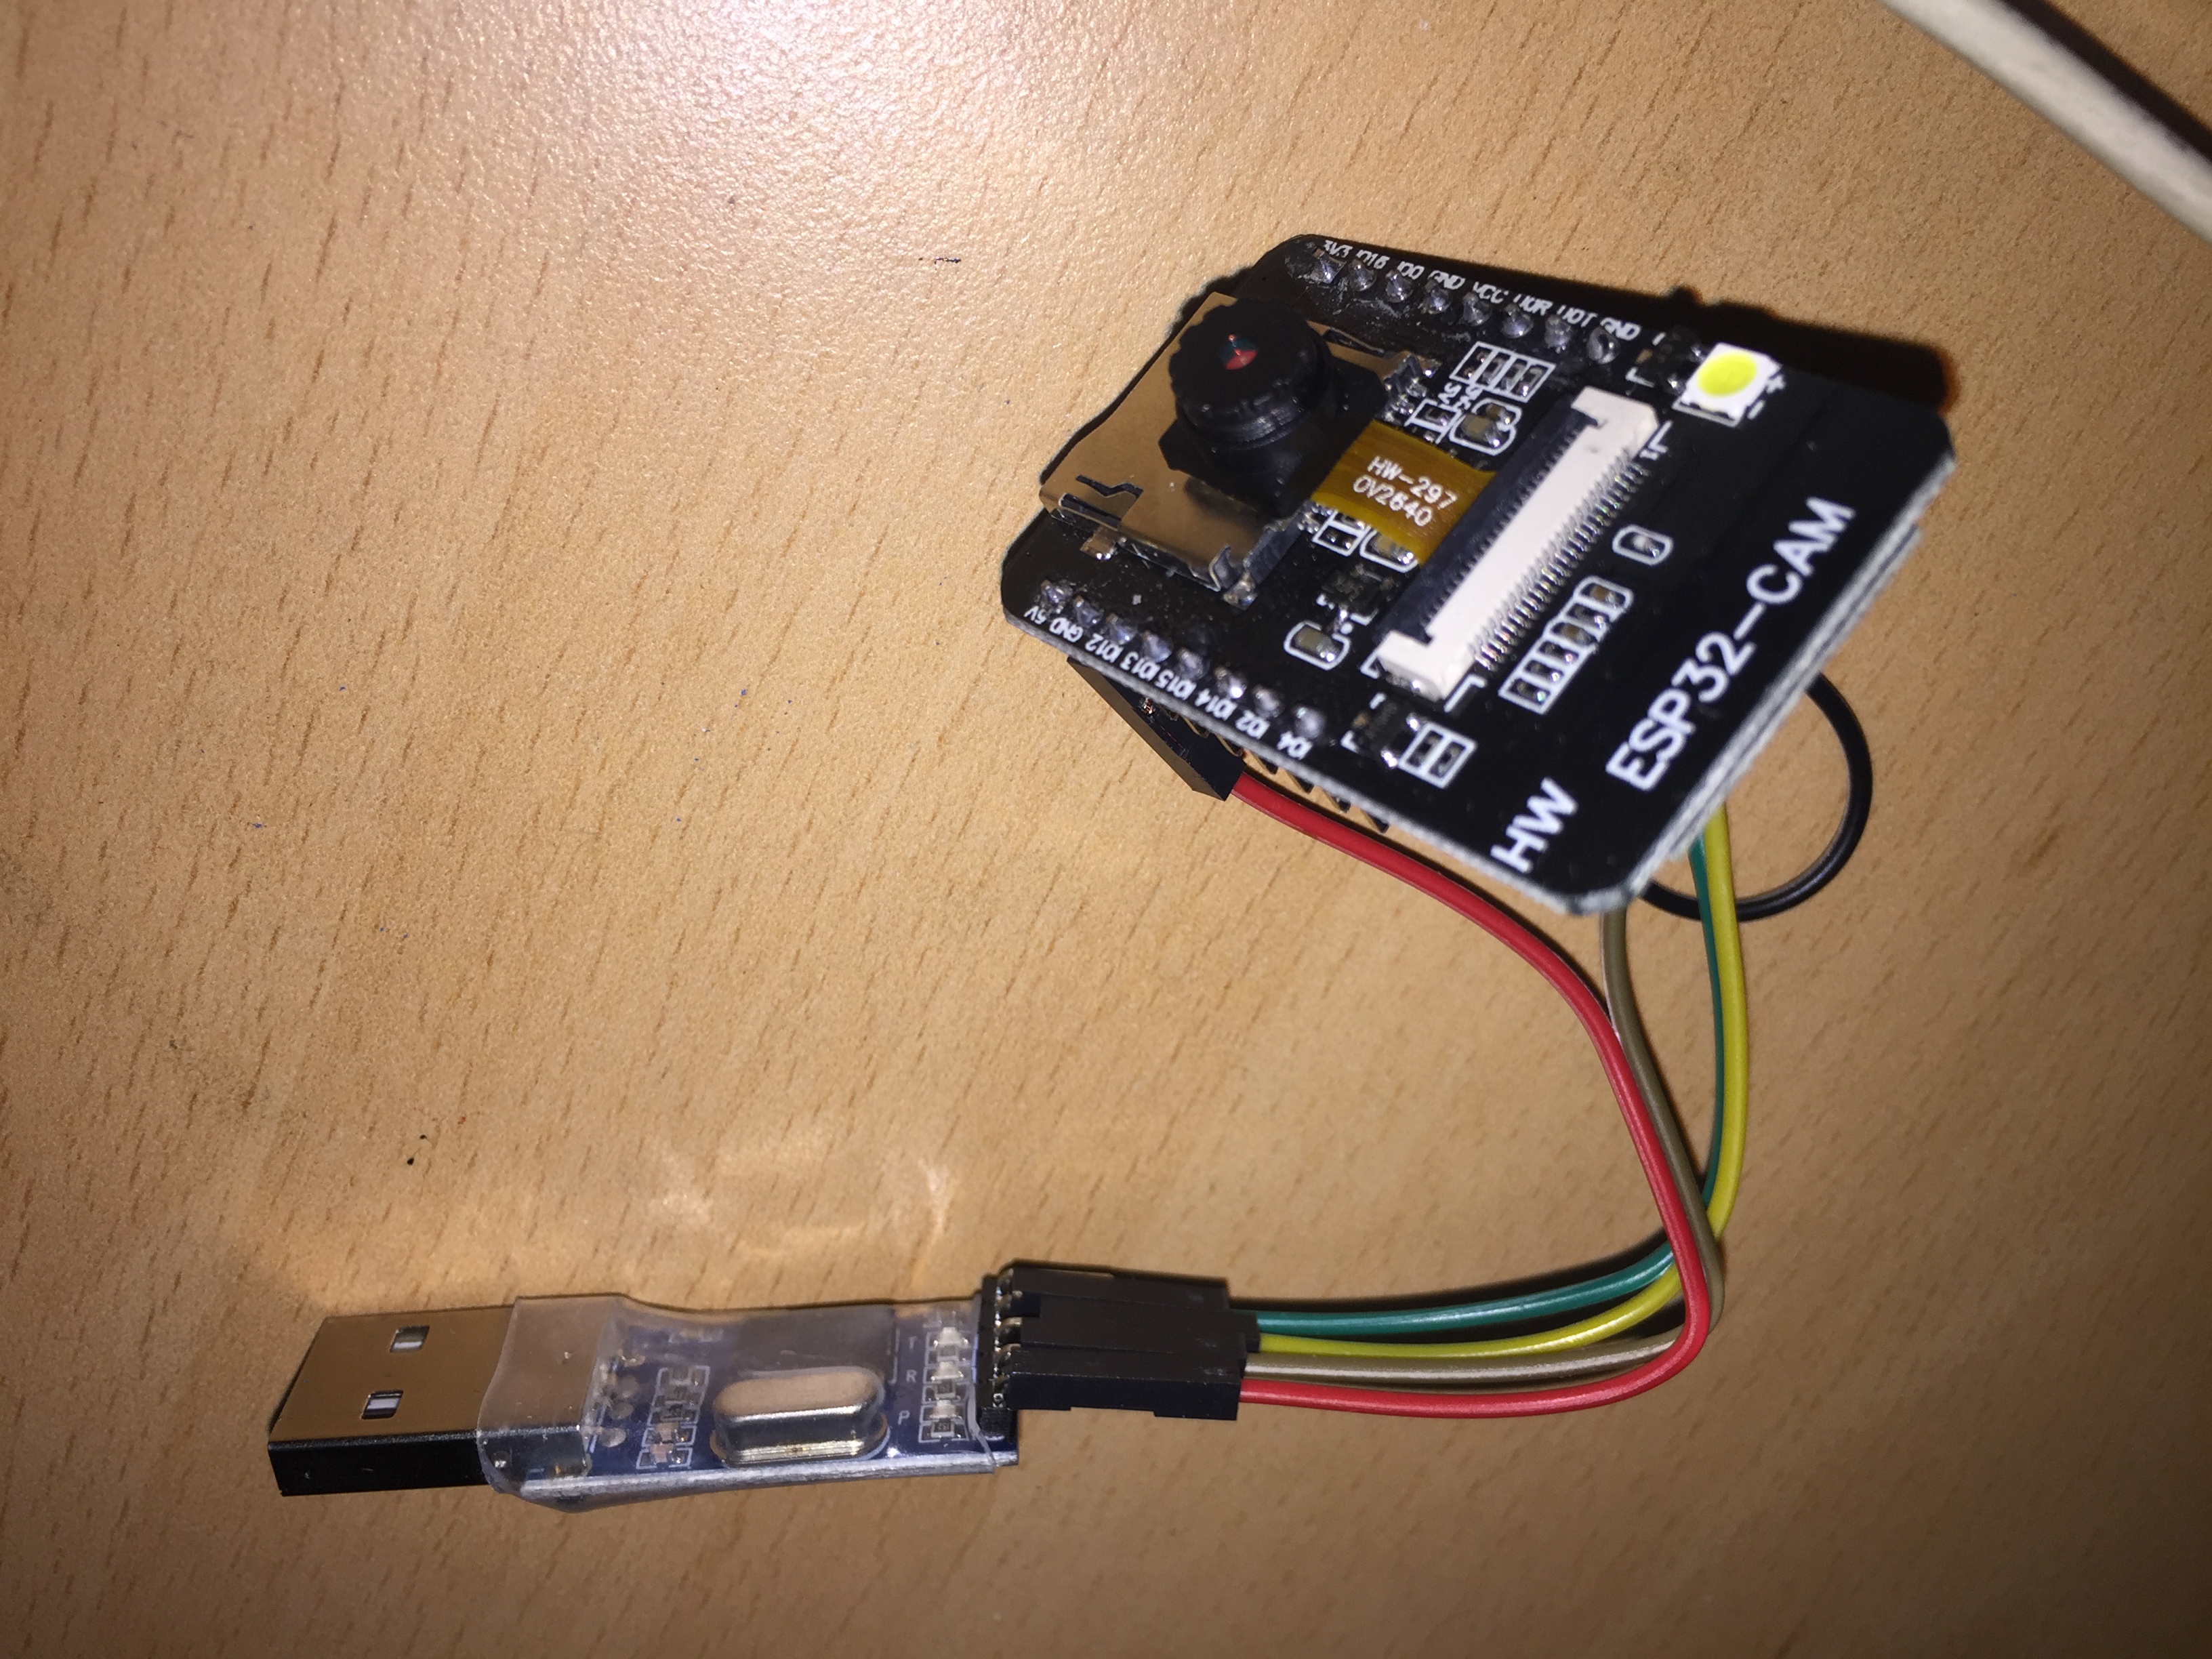 P R T
5V
GND
IO12
IO13
IO15
IO14
IO2
IO4
3V3
IO16
IO0
GND
VCC
UOR
UOT
GND
HW-297
OV2640
HW
ESP32-CAM
- +